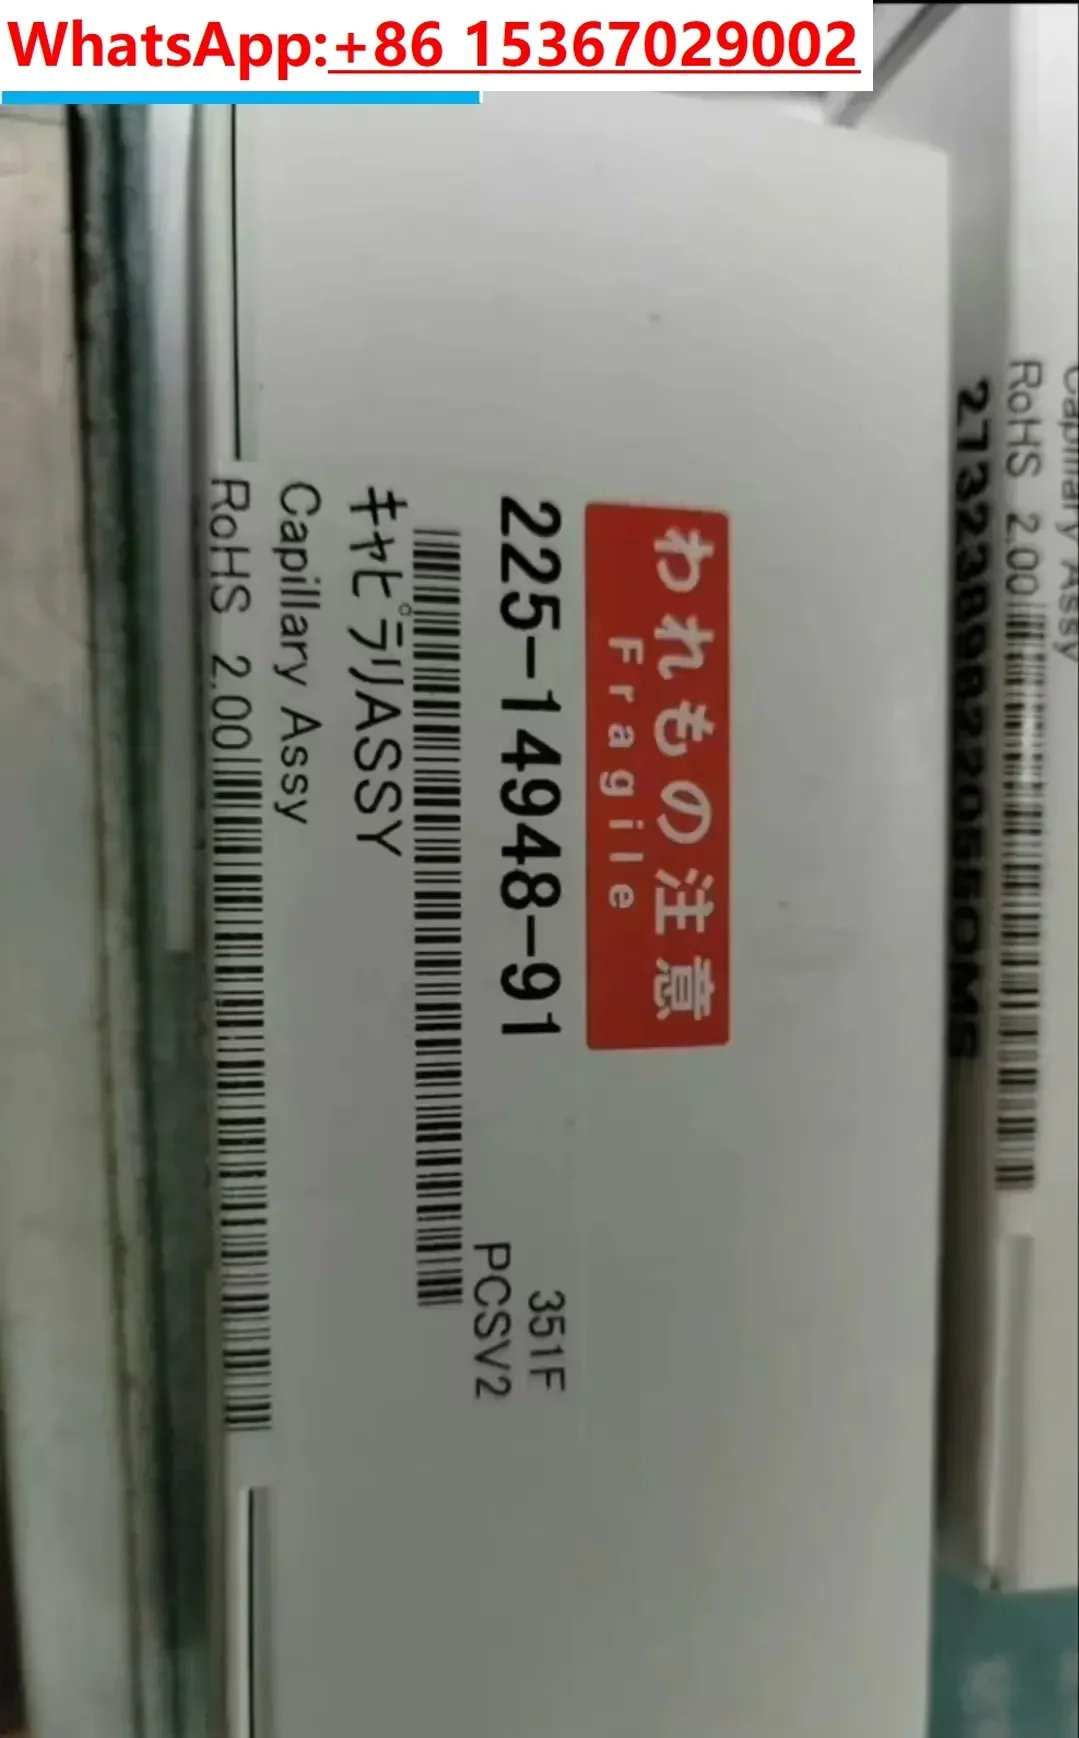 WhatsApp:+86 15367029002
われもの注意
Fragile
225-14948-91
351F
PCSV2
キャピラリASSY
Capillary Assy
RoHS 2.00
Capillary Assy
RoHS 2.00